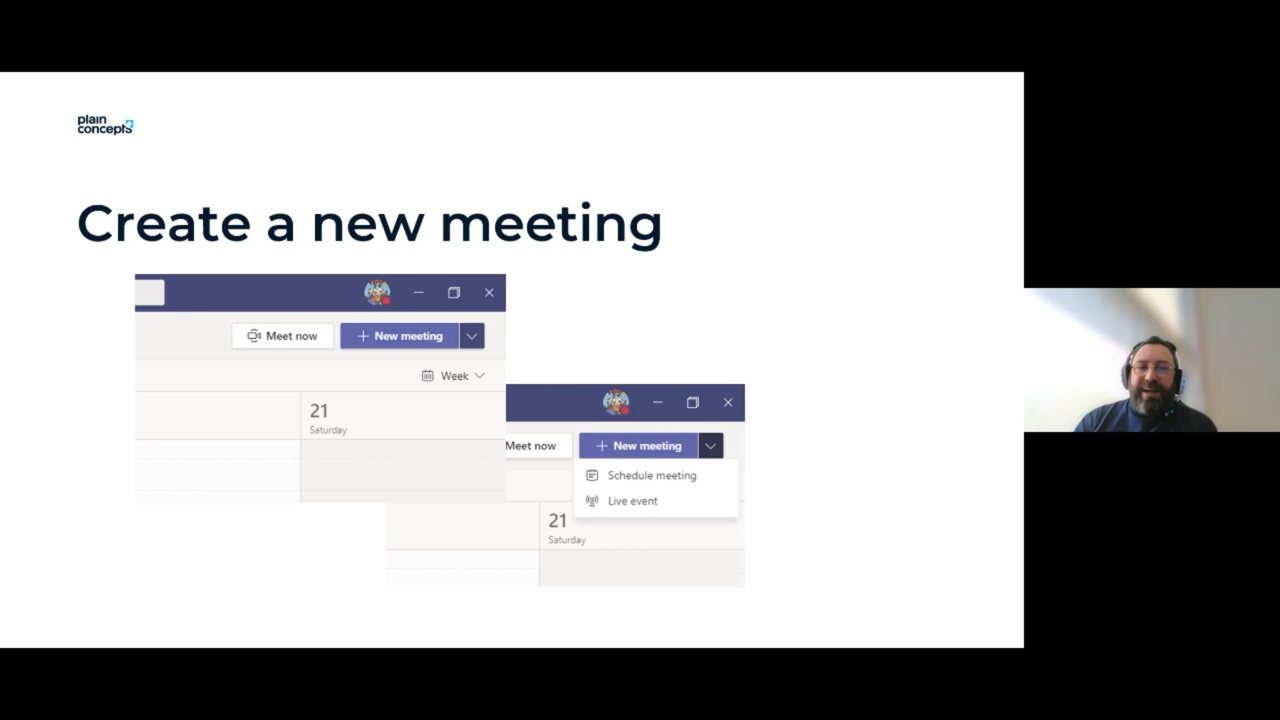 plain
concepts
Create a new meeting
Meet now
New meeting
Week
21
Saturday
Meet now
New meeting
Schedule meeting
Live event
21
Saturday